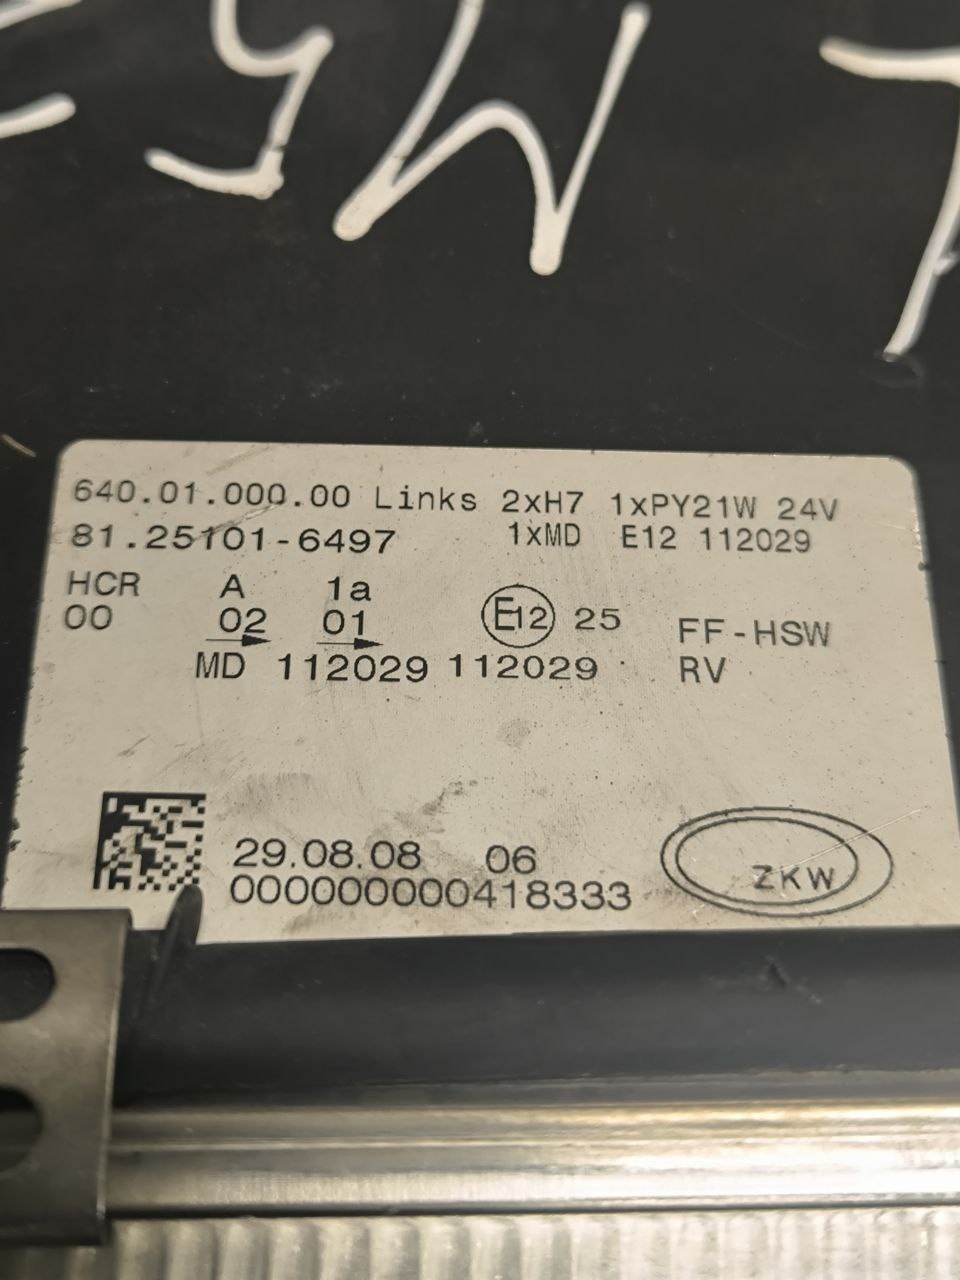 640.01.000.00 Links 2xH7 1xPY21W 24V
81.25101-6497 1xMD E12 112029
HCR A 1a
00 02 01 E12 25 FF-HSW
MD 112029 112029 RV
29.08.08 06
000000000418333
ZKW